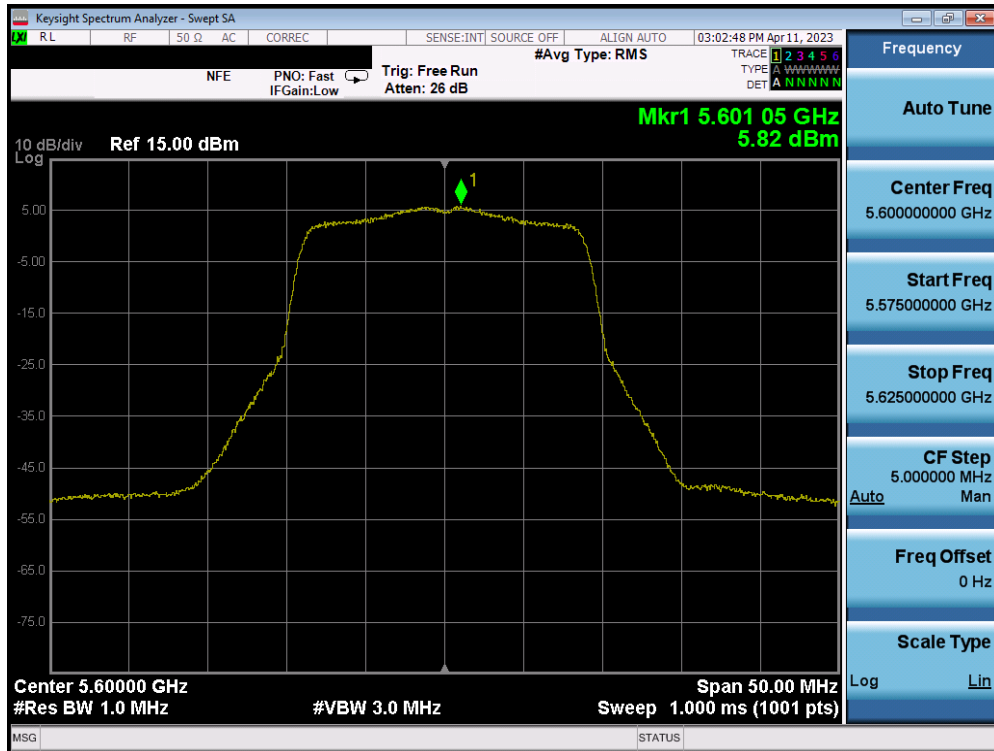 Keysight Spectrum Analyzer - Swept SA
LXI RL RF 50 Ω AC CORREC SENSE:INT SOURCE OFF ALIGN AUTO 03:02:48 PM Apr 11, 2023
Frequency
#Avg Type: RMS
TRACE 1 2 3 4 5 6
TYPE A WWWWW
DET A N N N N N
NFE
PNO: Fast
IFGain:Low
Trig: Free Run
Atten: 26 dB
Mkr1 5.601 05 GHz
5.82 dBm
10 dB/div
Log
Ref 15.00 dBm
1
5.00
-5.00
-15.0
-25.0
-35.0
-45.0
-55.0
-65.0
-75.0
Center 5.60000 GHz
Span 50.00 MHz
#Res BW 1.0 MHz
#VBW 3.0 MHz
Sweep 1.000 ms (1001 pts)
MSG
STATUS
Auto Tune
Center Freq
5.600000000 GHz
Start Freq
5.575000000 GHz
Stop Freq
5.625000000 GHz
CF Step
5.000000 MHz
Auto Man
Freq Offset
0 Hz
Scale Type
Log Lin